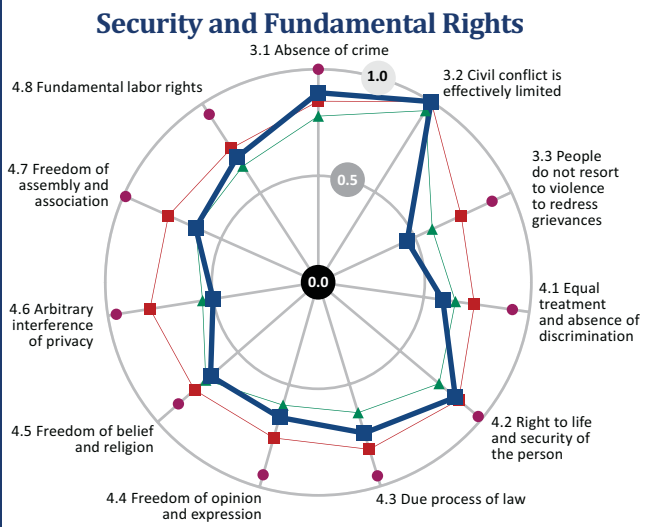 Security and Fundamental Rights
3.1 Absence of crime
1.0
3.2 Civil conflict is
effectively limited
4.8 Fundamental labor rights
3.3 People
do not resort
to violence
to redress
grievances
4.7 Freedom of
assembly and
association
0.5
0.0
4.1 Equal
treatment
and absence of
discrimination
4.6 Arbitrary
interference
of privacy
4.2 Right to life
and security of
the person
4.5 Freedom of belief
and religion
4.4 Freedom of opinion
and expression
4.3 Due process of law